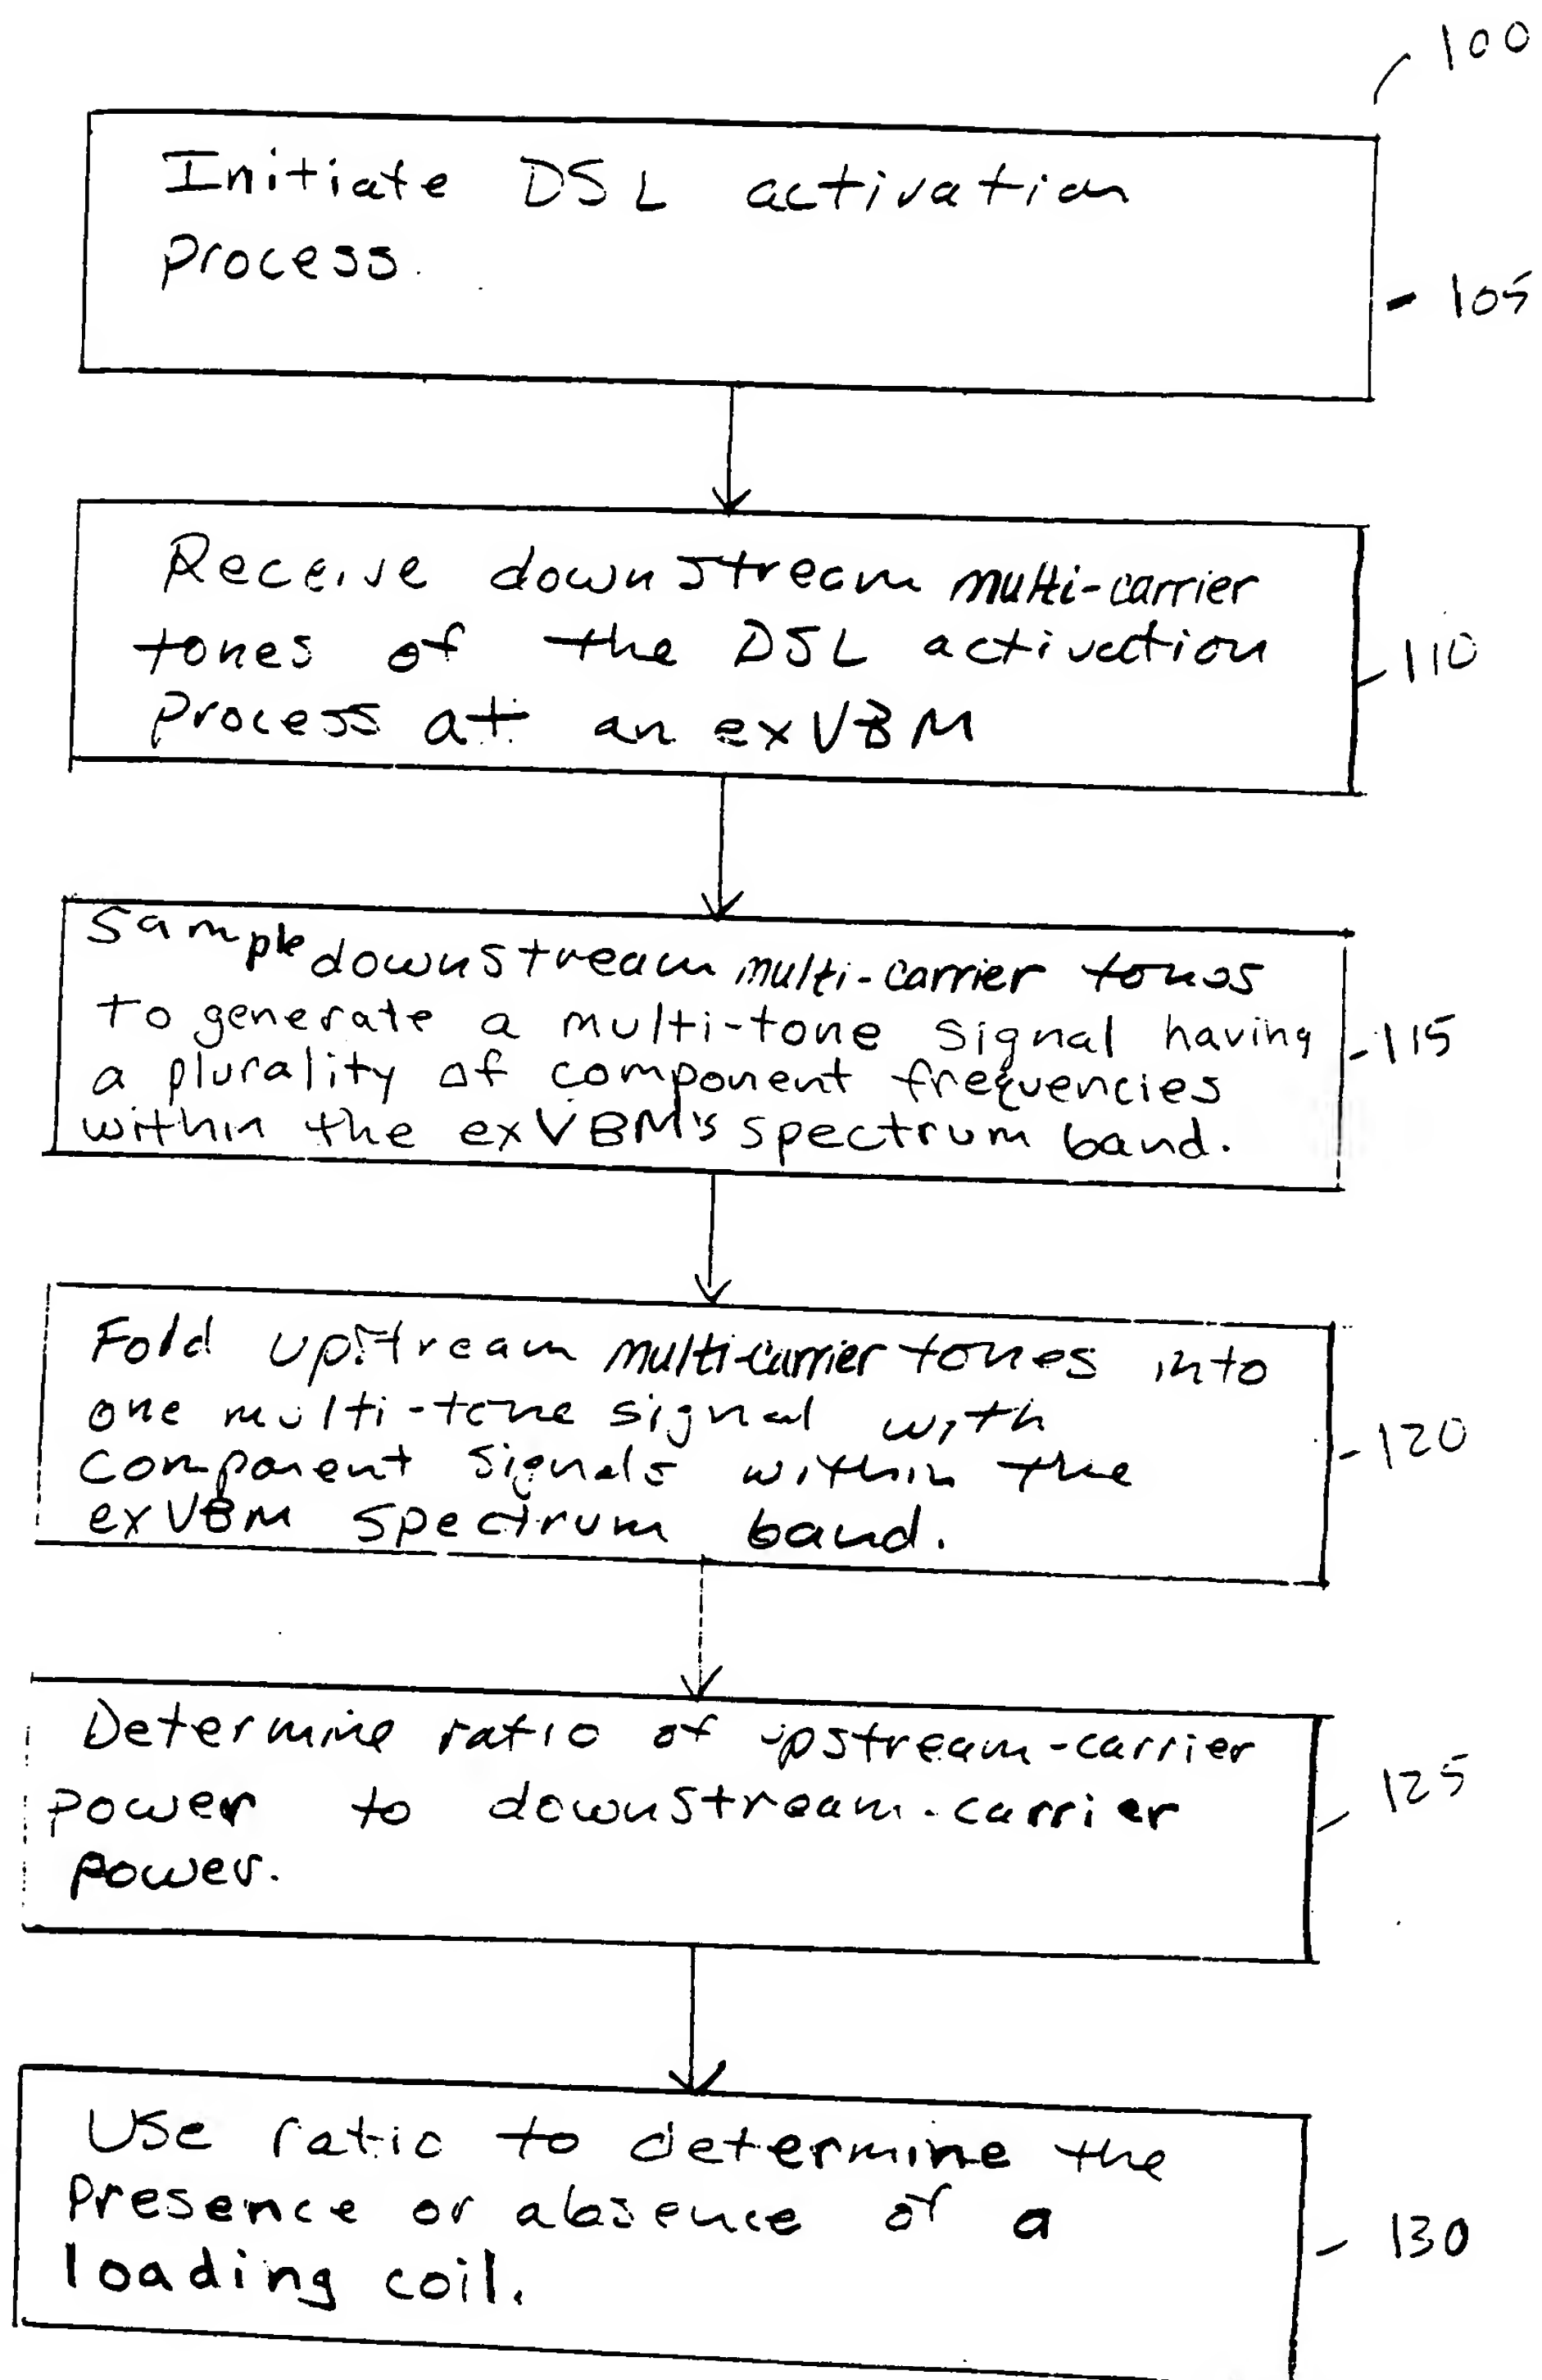 100
Initiate DSL activation
Process.
105
Receive downstream multi-carrier
tones of the DSL activation
Process at an exVBM
110
Sample downstream multi-carrier tones
to generate a multi-tone signal having
a plurality of component frequencies
within the exVBM's spectrum band.
115
Fold upstream multi-carrier tones into
one multi-tone signal with
component signals within the
exVBM spectrum band.
120
Determine ratio of upstream-carrier
power to downstream-carrier
power.
125
Use ratio to determine the
Presence or absence of a
loading coil.
130